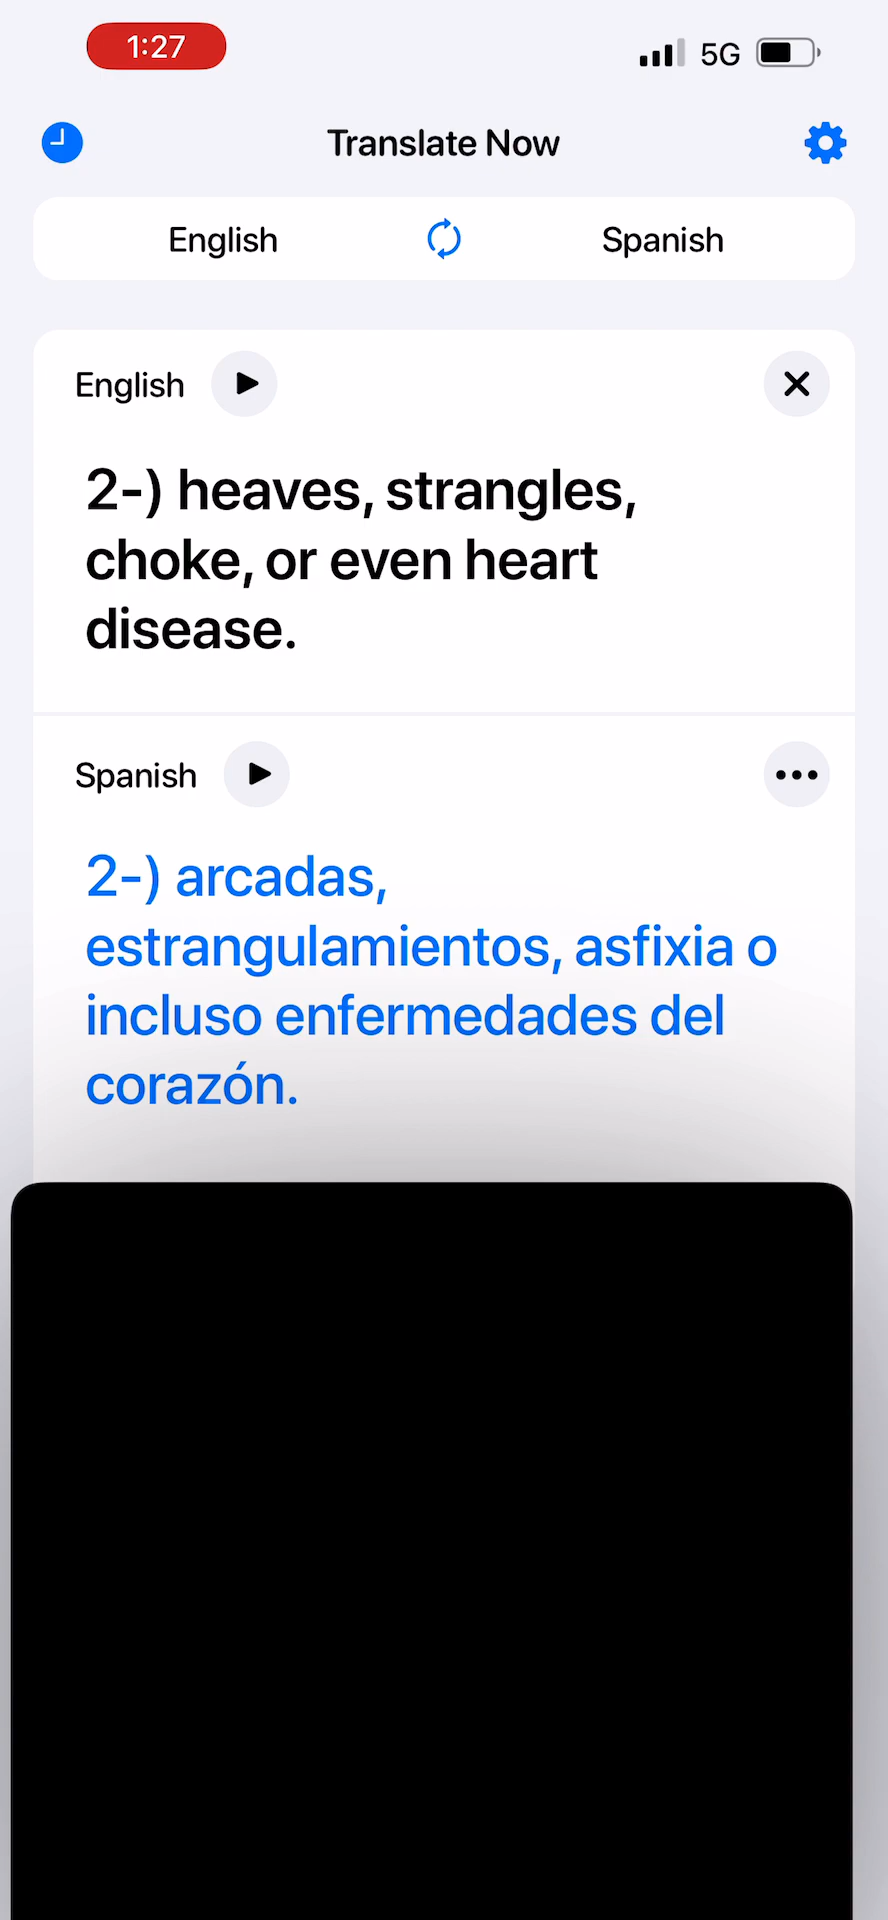 1:27
5G
Translate Now
English
Spanish
English
2-) heaves, strangles,
choke, or even heart
disease.
Spanish
2-) arcadas,
estrangulamientos, asfixia o
incluso enfermedades del
corazón.